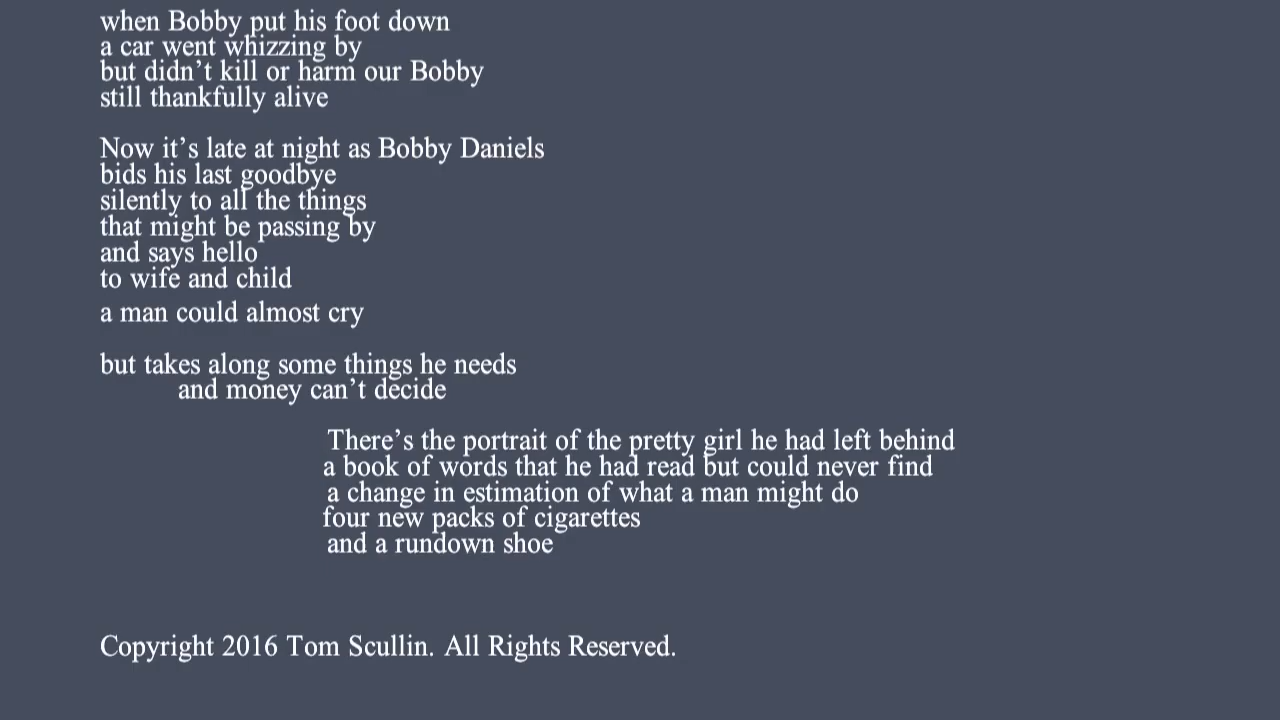 when Bobby put his foot down
a car went whizzing by
but didn’t kill or harm our Bobby
still thankfully alive
Now it’s late at night as Bobby Daniels
bids his last goodbye
silently to all the things
that might be passing by
and says hello
to wife and child
a man could almost cry
but takes along some things he needs
and money can’t decide
There’s the portrait of the pretty girl he had left behind
a book of words that he had read but could never find
a change in estimation of what a man might do
four new packs of cigarettes
and a rundown shoe
Copyright 2016 Tom Scullin. All Rights Reserved.